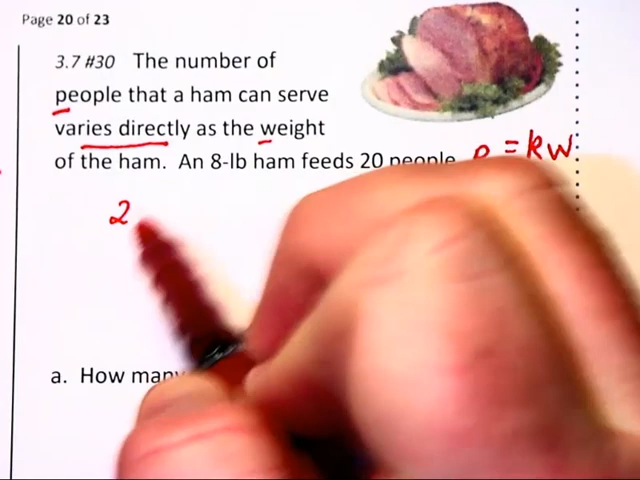 Page 20 of 23
3.7 #30 The number of
people that a ham can serve
varies directly as the weight
of the ham. An 8-lb ham feeds 20 people.
p = kw
2
a. How many